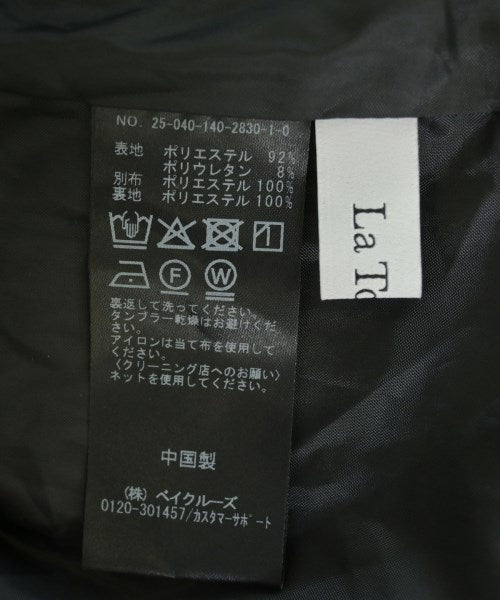 NO. 25-040-140-2830-1-0
表地 ポリエステル 92%
ポリウレタン 8%
別布 ポリエステル 100%
裏地 ポリエステル 100%
F W
裏返して洗ってください。
タンブラー乾燥はお避けくだ
さい。
アイロンは当て布を使用して
ください。
〈クリーニング店へのお願い〉
ネットを使用してください。
中国製
(株) ベイクルーズ
0120-301457/カスタマーサポート
La To